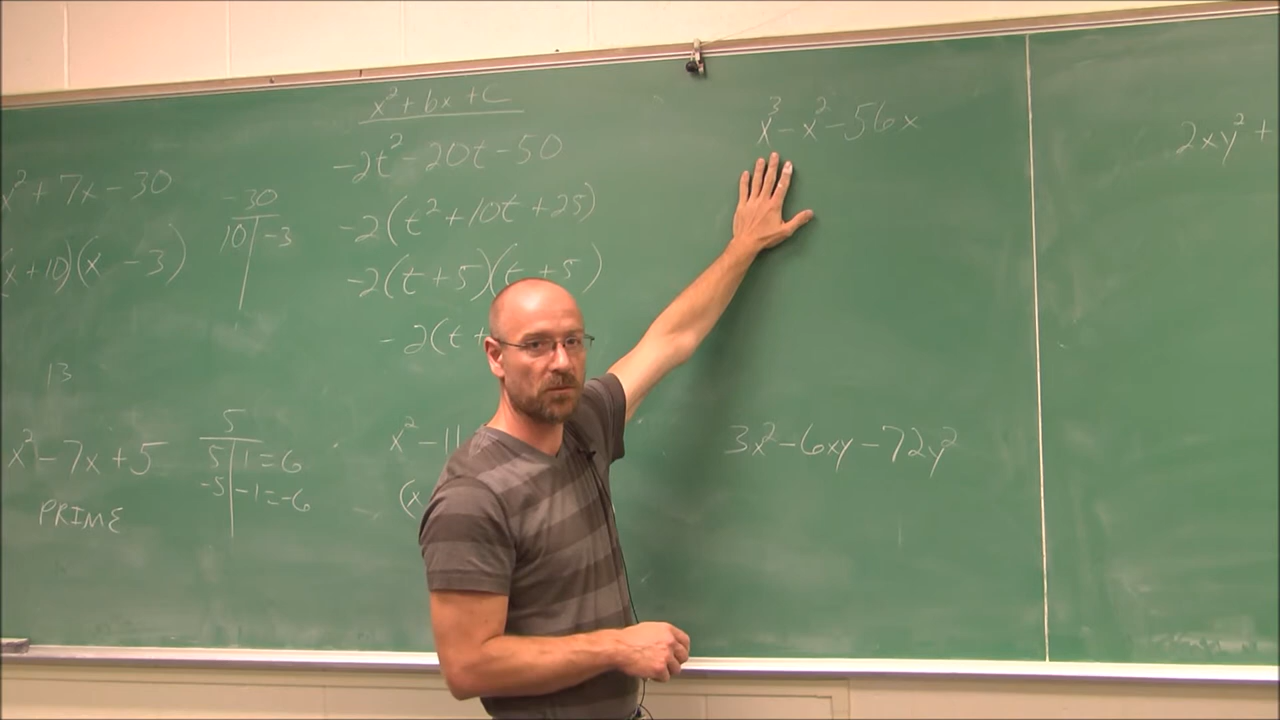 x² + 7x - 30
(x + 10)(x - 3)
-30
10 | -3
13
x² - 7x + 5
PRIME
5
5 | 1 = 6
-5 | -1 = -6
x² + bx + C
-2t² - 20t - 50
-2(t² + 10t + 25)
-2(t + 5)(t + 5)
-2(t +
x² - 11
(x
x³ - x² - 56x
3x² - 6xy - 72y²
2xy² +